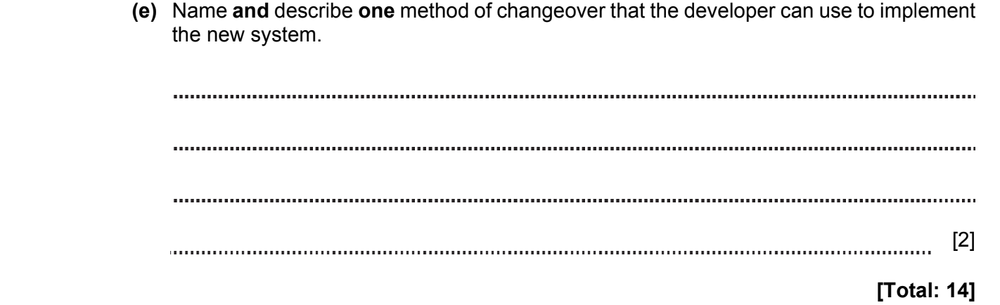 (e) Name and describe one method of changeover that the developer can use to implement
the new system.
[2]
[Total: 14]